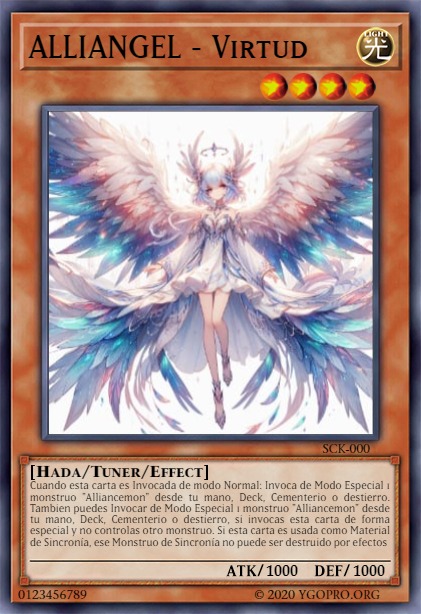 ALLIANGEL - Virtud
LIGHT
光
SCK-000
[Hada/Tuner/Effect]
Cuando esta carta es Invocada de modo Normal: Invoca de Modo Especial 1
monstruo "Alliancemon" desde tu mano, Deck, Cementerio o destierro.
Tambien puedes Invocar de Modo Especial 1 monstruo "Alliancemon" desde
tu mano, Deck, Cementerio o destierro, si invocas esta carta de forma
especial y no controlas otro monstruo. Si esta carta es usada como Material
de Sincronía, ese Monstruo de Sincronía no puede ser destruido por efectos
ATK/1000 DEF/1000
0123456789
© 2020 YGOPRO.ORG